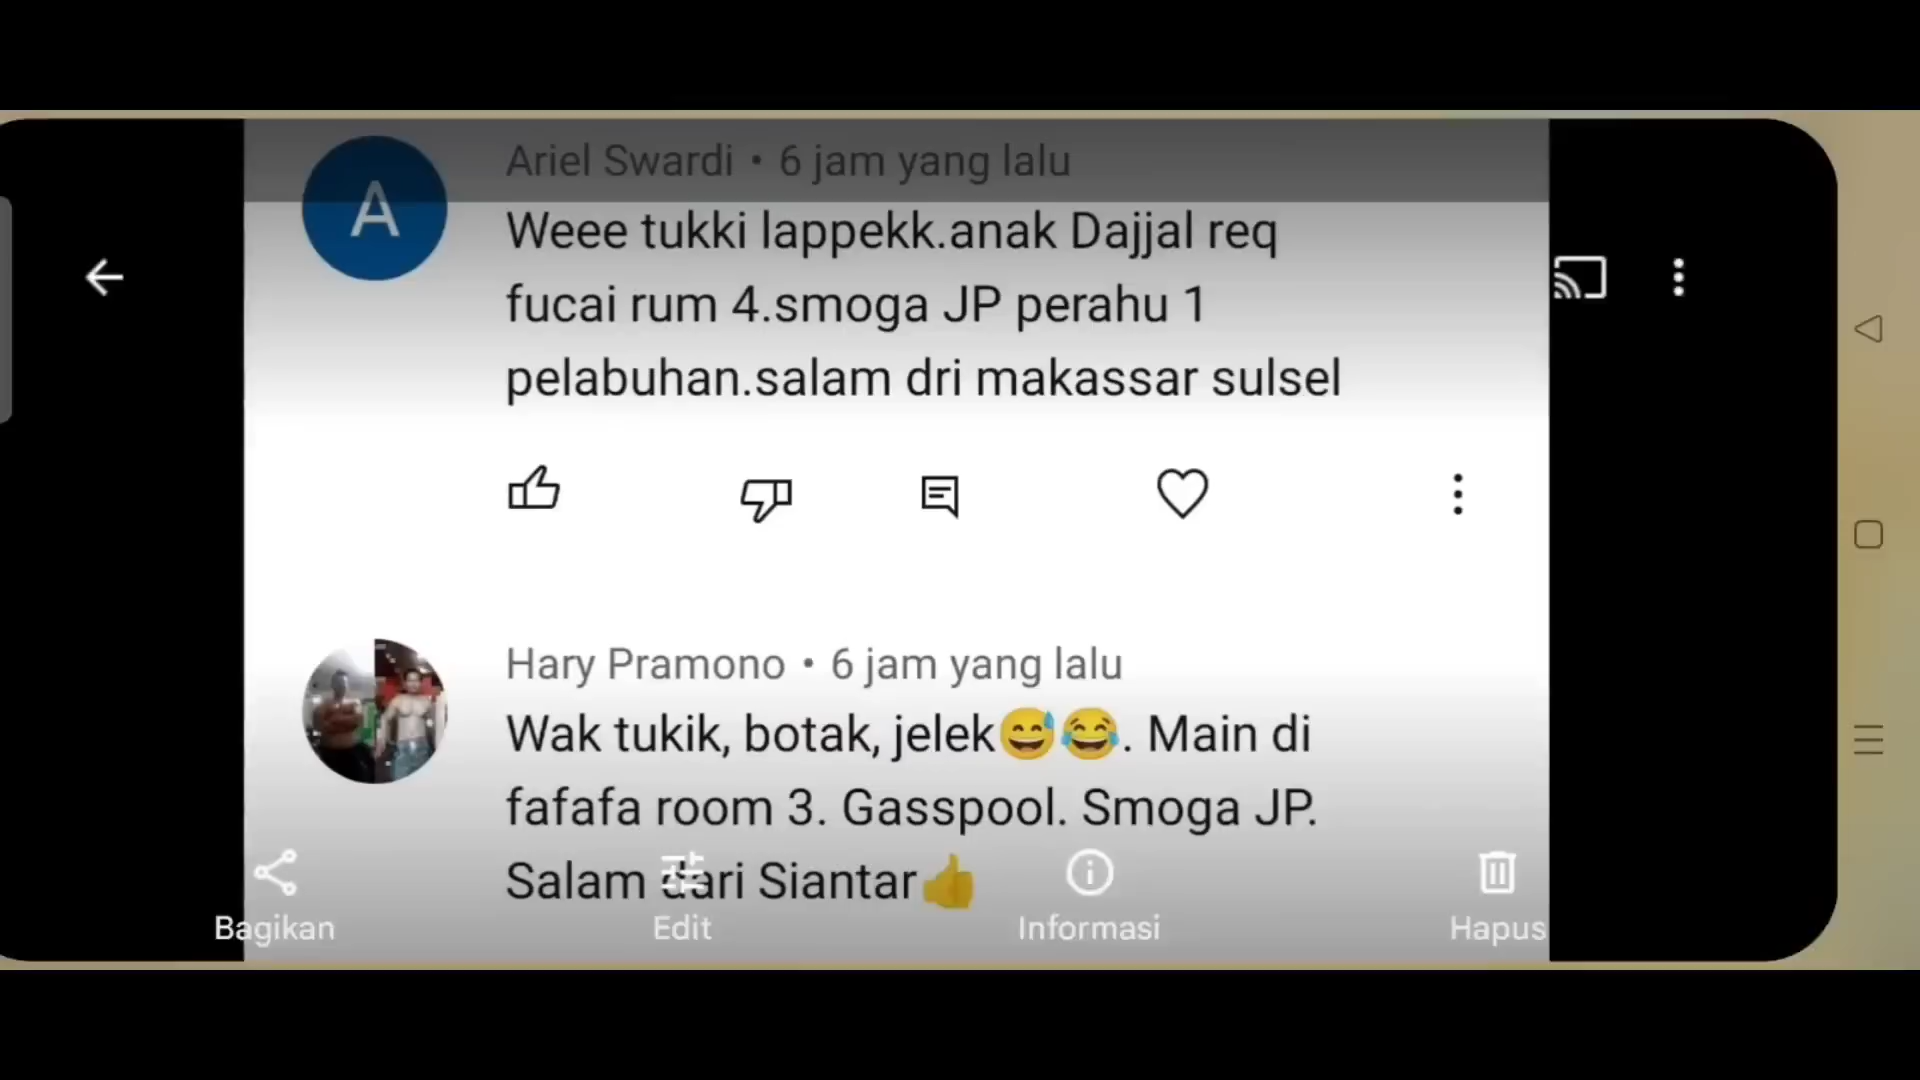 A
Ariel Swardi • 6 jam yang lalu
Weee tukki lappekk.anak Dajjal req
fucai rum 4.smoga JP perahu 1
pelabuhan.salam dri makassar sulsel
Hary Pramono • 6 jam yang lalu
Wak tukik, botak, jelek😅😂. Main di
fafafa room 3. Gasspool. Smoga JP.
Salam dari Siantar👍
Bagikan
Edit
Informasi
Hapus